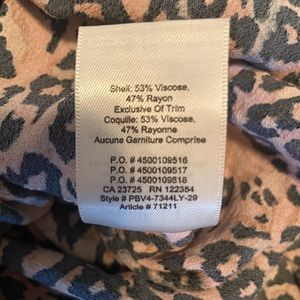 Shell: 53% Viscose,
47% Rayon
Exclusive Of Trim
Coquille: 53% Viscose,
47% Rayonne
Aucune Garniture Comprise
P.O. # 4500109516
P.O. # 4500109517
P.O. # 4500109518
CA 23725 RN 122354
Style # PBV4-7344LY-29
Article # 71211